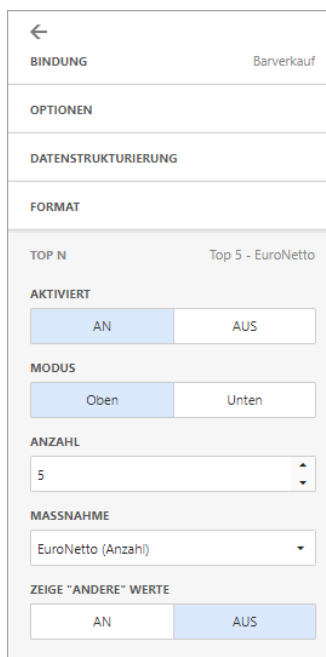 BINDUNG Barverkauf
OPTIONEN
DATENSTRUKTURIERUNG
FORMAT
TOP N Top 5 - EuroNetto
AKTIVIERT
AN AUS
MODUS
Oben Unten
ANZAHL
5
MASSNAHME
EuroNetto (Anzahl)
ZEIGE "ANDERE" WERTE
AN AUS